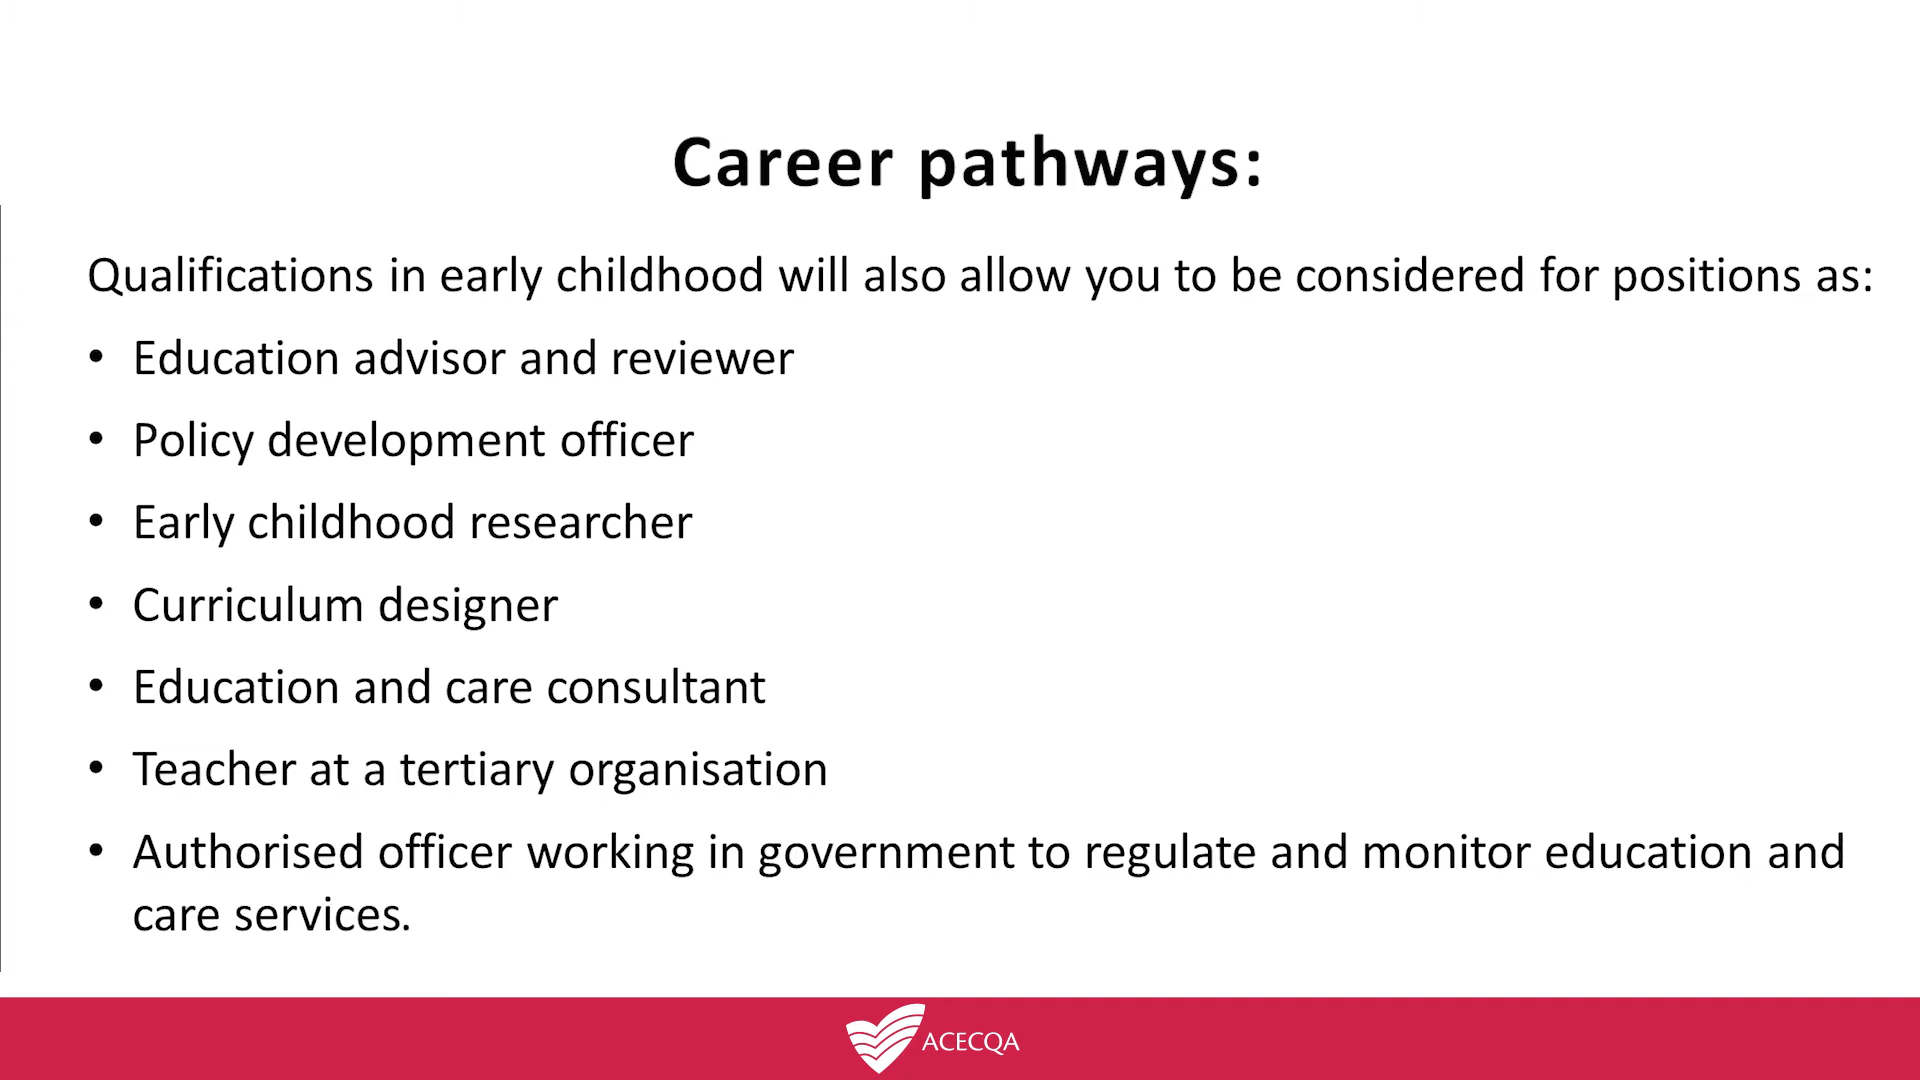 Career pathways:
Qualifications in early childhood will also allow you to be considered for positions as:
• Education advisor and reviewer
• Policy development officer
• Early childhood researcher
• Curriculum designer
• Education and care consultant
• Teacher at a tertiary organisation
• Authorised officer working in government to regulate and monitor education and
care services.
ACECQA